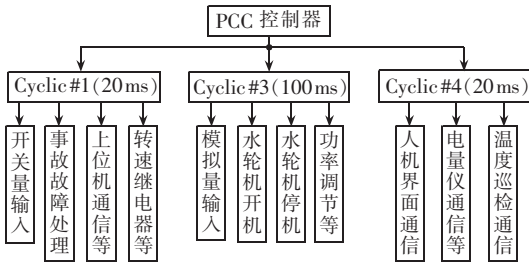 PCC 控制器
Cyclic#1(20ms)
Cyclic#3(100ms)
Cyclic#4(20ms)
开关量输入
事故故障处理
上位机通信等
转速继电器等
模拟量输入
水轮机开机
水轮机停机
功率调节等
人机界面通信
电量仪通信等
温度巡检通信